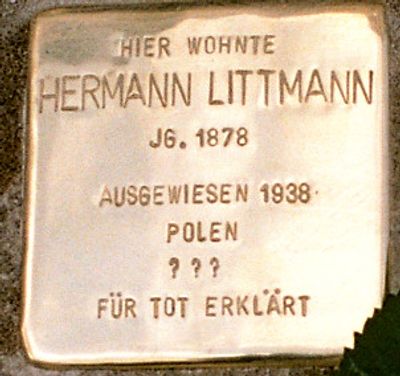 HIER WOHNTE
HERMANN LITTMANN
JG. 1878
AUSGEWIESEN 1938
POLEN
? ? ?
FÜR TOT ERKLÄRT